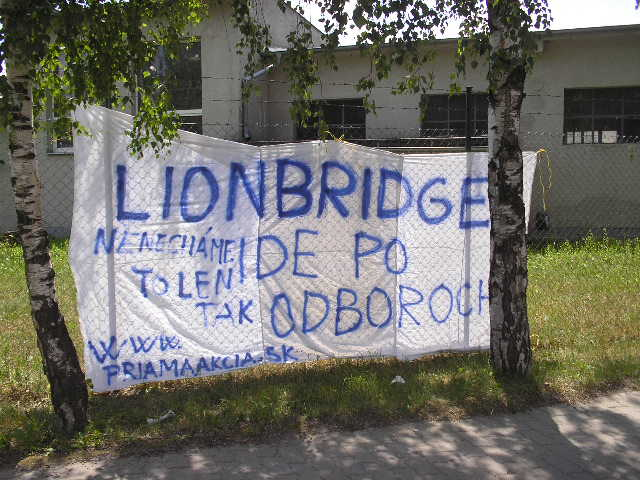 LIONBRIDGE
IDE PO
ODBOROCH
NENECHÁME
TO LEN
TAK
WWW.
PRIAMAAKCIA.SK